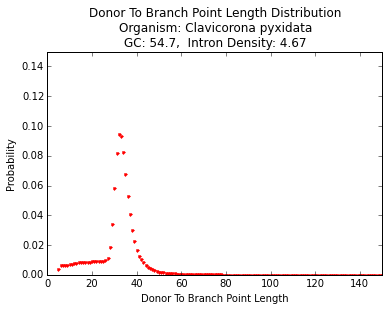 Donor To Branch Point Length Distribution
Organism: Clavicorona pyxidata
GC: 54.7,  Intron Density: 4.67
0.14
0.12
0.10
0.08
0.06
0.04
0.02
0.00
Probability
0 20 40 60 80 100 120 140
Donor To Branch Point Length